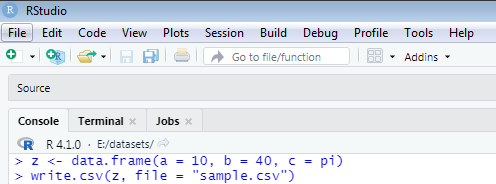 RStudio
File Edit Code View Plots Session Build Debug Profile Tools Help
Go to file/function Addins
Source
Console Terminal × Jobs ×
R R 4.1.0 · E:/datasets/
> z <- data.frame(a = 10, b = 40, c = pi)
> write.csv(z, file = "sample.csv")